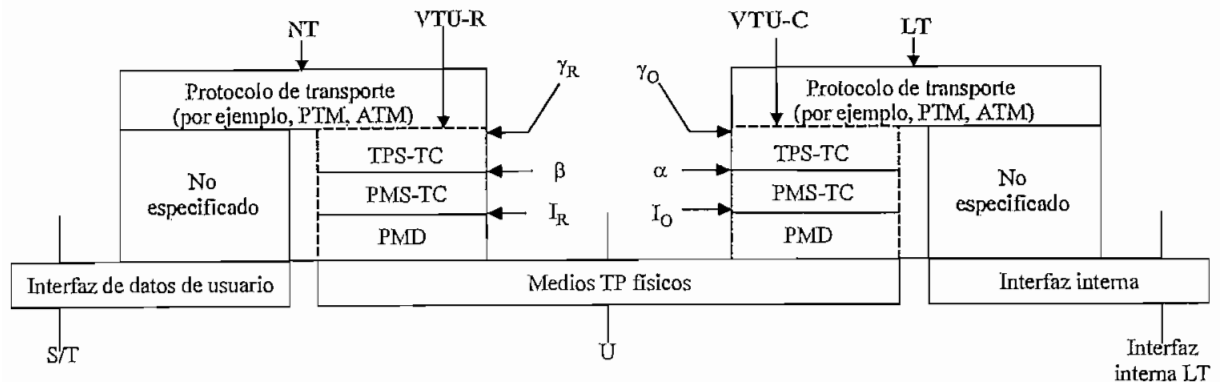 NT
VTU-R
VTU-C
LT
Protocolo de transporte
(por ejemplo, PTM, ATM)
γR
γO
Protocolo de transporte
(por ejemplo, PTM, ATM)
No
especificado
TPS-TC
PMS-TC
PMD
β
IR
α
IO
TPS-TC
PMS-TC
PMD
No
especificado
Interfaz de datos de usuario
Medios TP físicos
Interfaz interna
S/T
U
Interfaz
interna LT